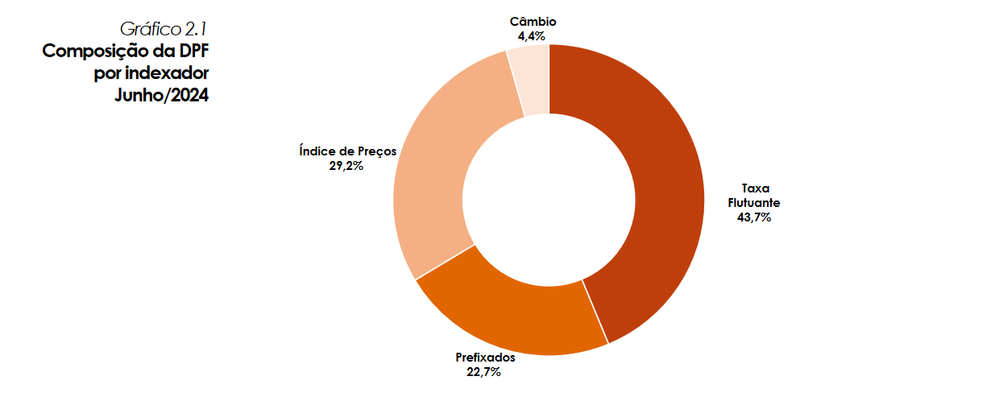 Gráfico 2.1
Composição da DPF
por indexador
Junho/2024
Câmbio
4,4%
Índice de Preços
29,2%
Taxa
Flutuante
43,7%
Prefixados
22,7%